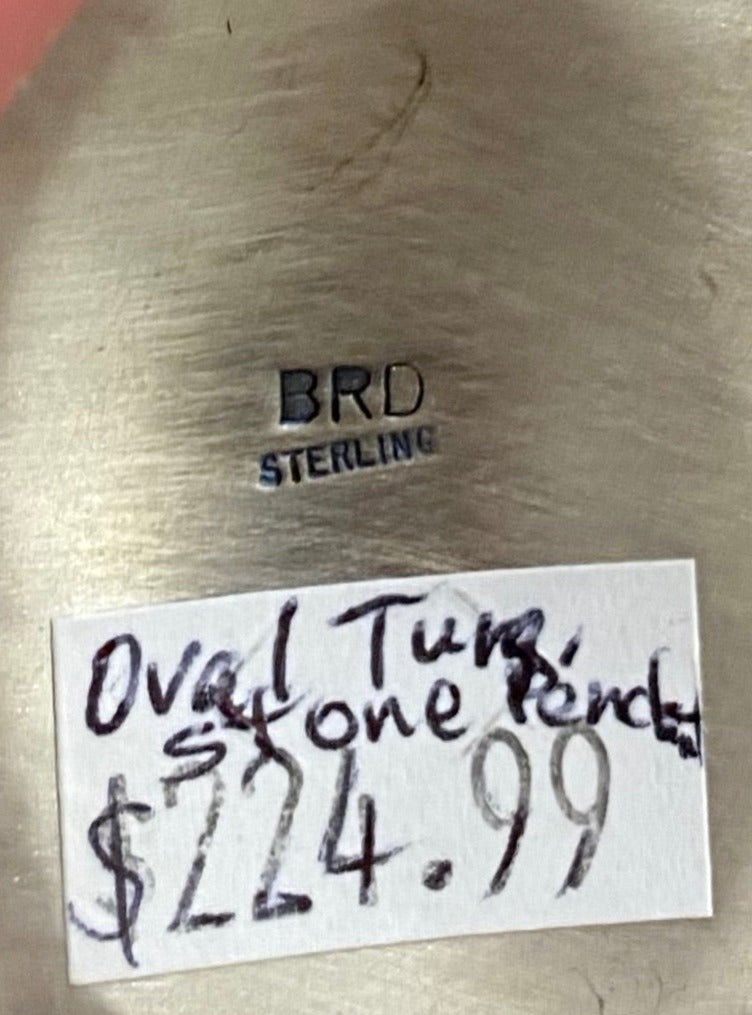 BRD
STERLING
Oval Turq.
stone Pendant
$224.99